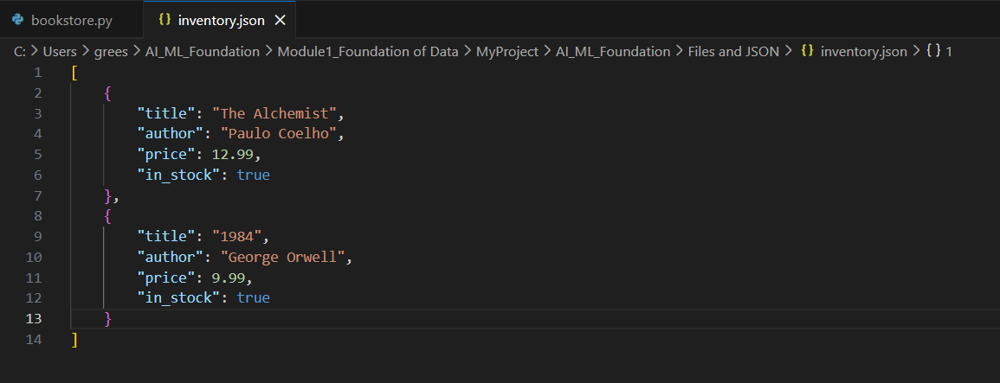 bookstore.py
{} inventory.json ×
C: > Users > grees > AI_ML_Foundation > Module1_Foundation of Data > MyProject > AI_ML_Foundation > Files and JSON > {} inventory.json > {} 1
1 [
2 {
3 "title": "The Alchemist",
4 "author": "Paulo Coelho",
5 "price": 12.99,
6 "in_stock": true
7 },
8 {
9 "title": "1984",
10 "author": "George Orwell",
11 "price": 9.99,
12 "in_stock": true
13 }
14 ]